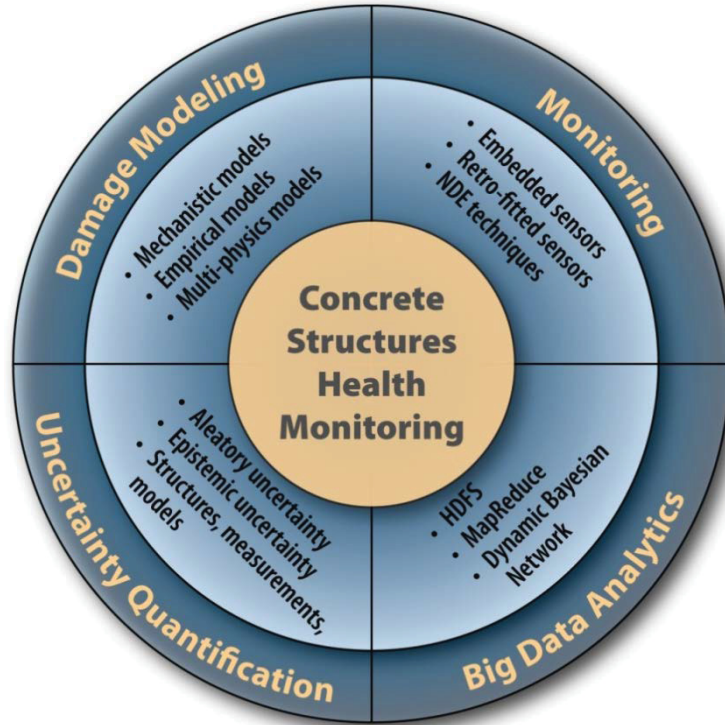 Damage Modeling
• Mechanistic models
• Empirical models
• Multi-physics models
Monitoring
• Embedded sensors
• Retro-fitted sensors
• NDE techniques
Concrete
Structures
Health
Monitoring
Uncertainty Quantification
• Aleatory uncertainty
• Epistemic uncertainty
• Structures, measurements,
models
Big Data Analytics
• HDFS
• MapReduce
• Dynamic Bayesian
Network